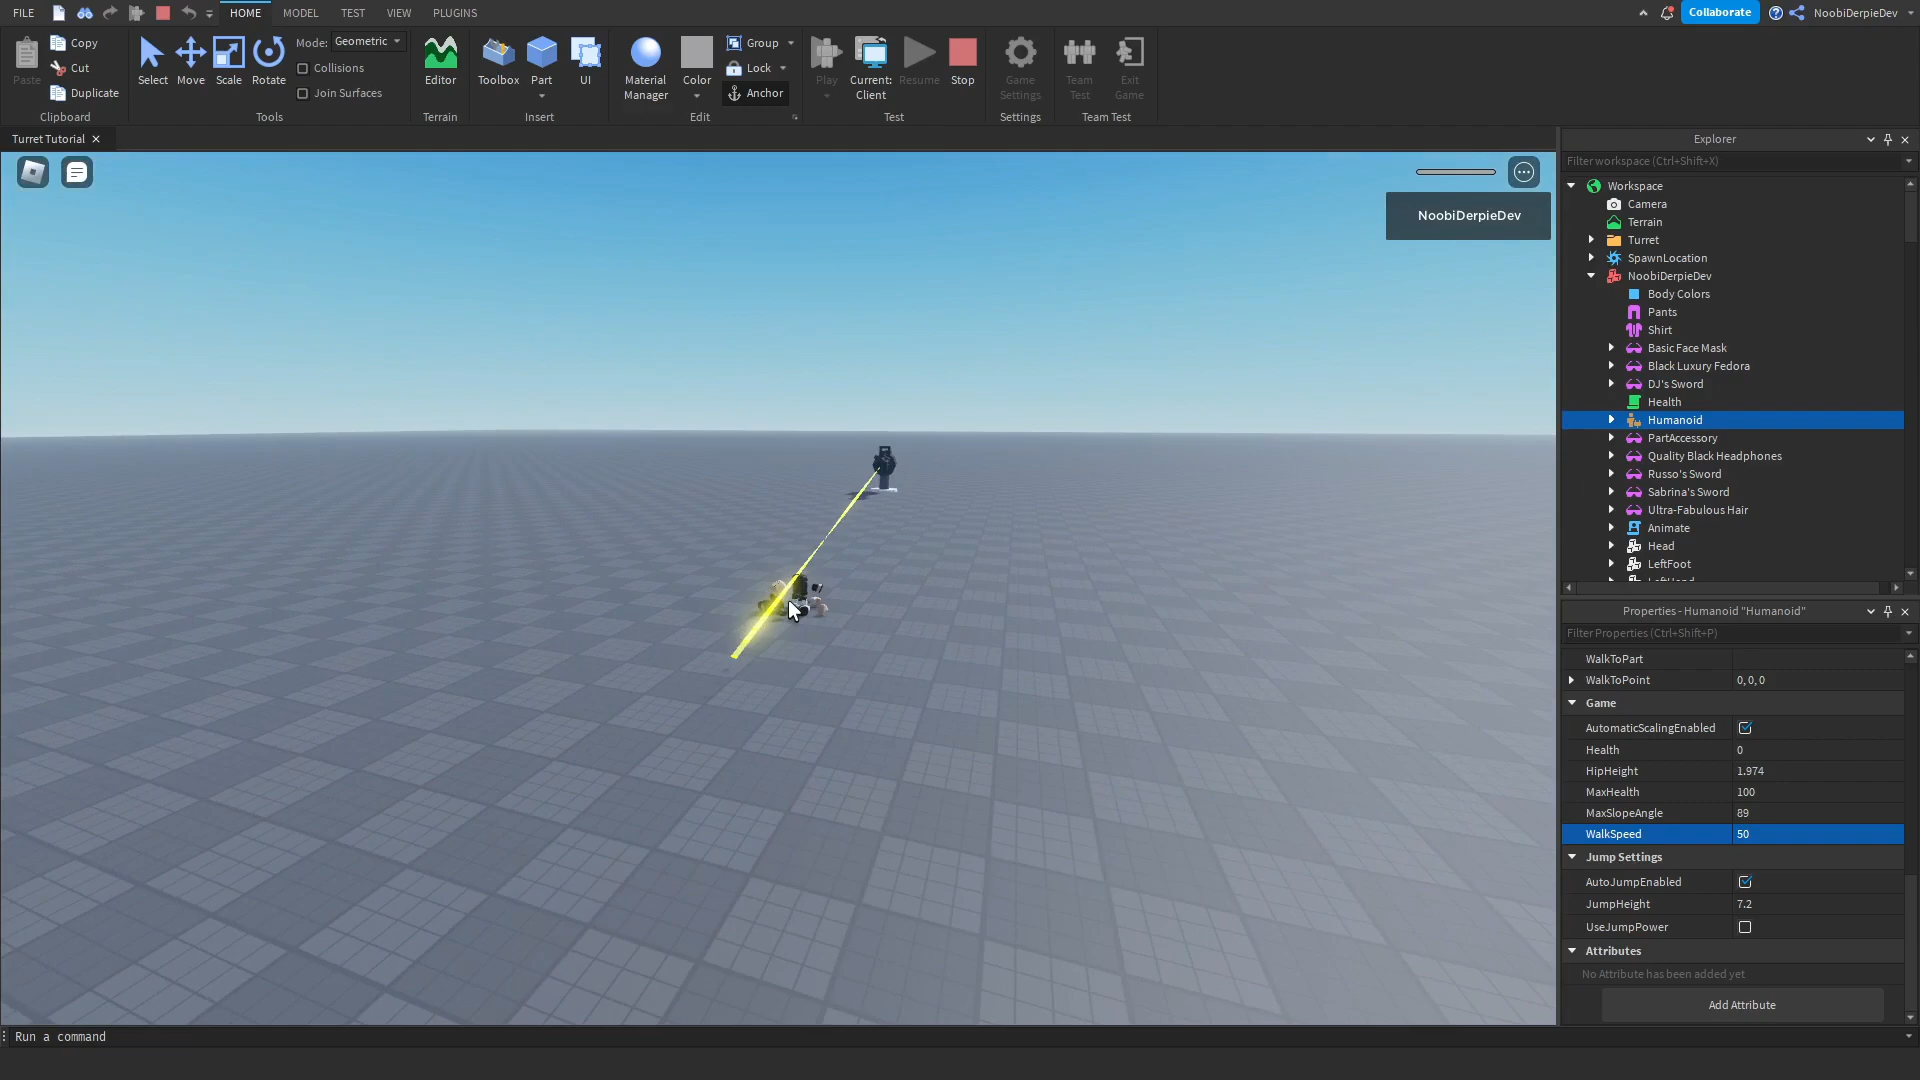 FILE
HOME
MODEL
TEST
VIEW
PLUGINS
Collaborate
NoobiDerpieDev
Paste
Copy
Cut
Duplicate
Clipboard
Select
Move
Scale
Rotate
Mode: Geometric
Collisions
Join Surfaces
Tools
Editor
Terrain
Toolbox
Part
UI
Insert
Material
Manager
Color
Group
Lock
Anchor
Edit
Play
Current:
Client
Resume
Stop
Test
Game
Settings
Settings
Team
Test
Exit
Game
Team Test
Turret Tutorial
NoobiDerpieDev
Explorer
Filter workspace (Ctrl+Shift+X)
Workspace
Camera
Terrain
Turret
SpawnLocation
NoobiDerpieDev
Body Colors
Pants
Shirt
Basic Face Mask
Black Luxury Fedora
DJ's Sword
Health
Humanoid
PartAccessory
Quality Black Headphones
Russo's Sword
Sabrina's Sword
Ultra-Fabulous Hair
Animate
Head
LeftFoot
LeftHand
Properties - Humanoid "Humanoid"
Filter Properties (Ctrl+Shift+P)
WalkToPart
WalkToPoint 0, 0, 0
Game
AutomaticScalingEnabled
Health 0
HipHeight 1.974
MaxHealth 100
MaxSlopeAngle 89
WalkSpeed 50
Jump Settings
AutoJumpEnabled
JumpHeight 7.2
UseJumpPower
Attributes
No Attribute has been added yet
Add Attribute
Run a command